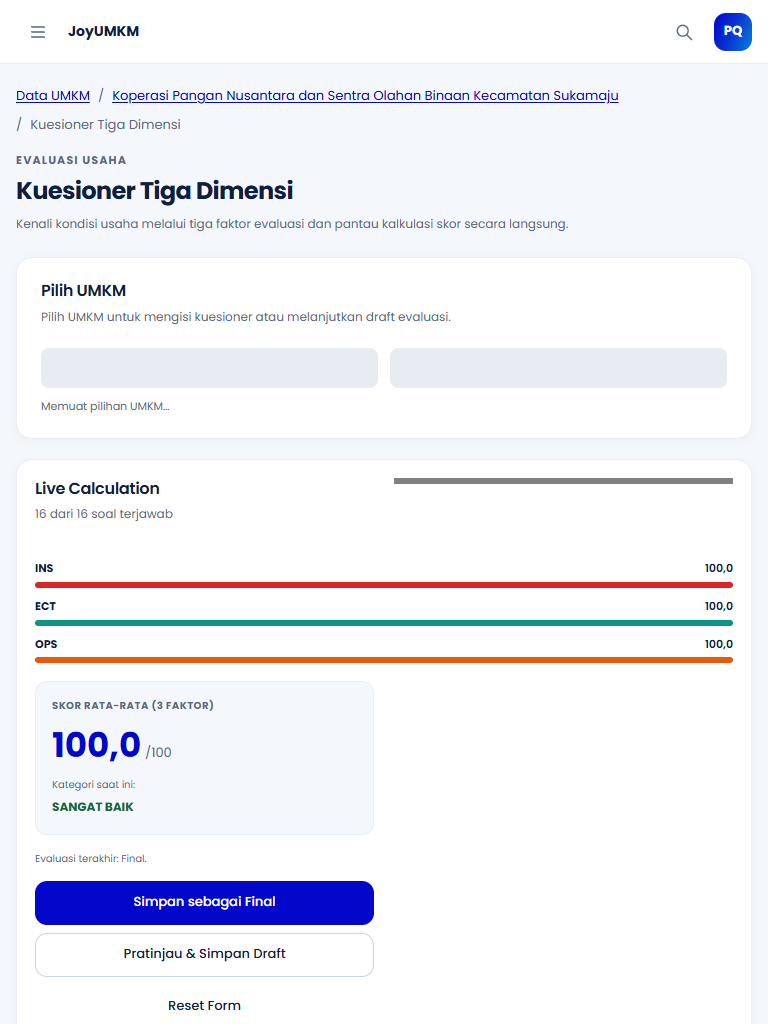 JoyUMKM
PQ
Data UMKM / Koperasi Pangan Nusantara dan Sentra Olahan Binaan Kecamatan Sukamaju
/ Kuesioner Tiga Dimensi
EVALUASI USAHA
Kuesioner Tiga Dimensi
Kenali kondisi usaha melalui tiga faktor evaluasi dan pantau kalkulasi skor secara langsung.
Pilih UMKM
Pilih UMKM untuk mengisi kuesioner atau melanjutkan draft evaluasi.
Memuat pilihan UMKM...
Live Calculation
16 dari 16 soal terjawab
INS 100,0
ECT 100,0
OPS 100,0
SKOR RATA-RATA (3 FAKTOR)
100,0 /100
Kategori saat ini:
SANGAT BAIK
Evaluasi terakhir: Final.
Simpan sebagai Final
Pratinjau & Simpan Draft
Reset Form